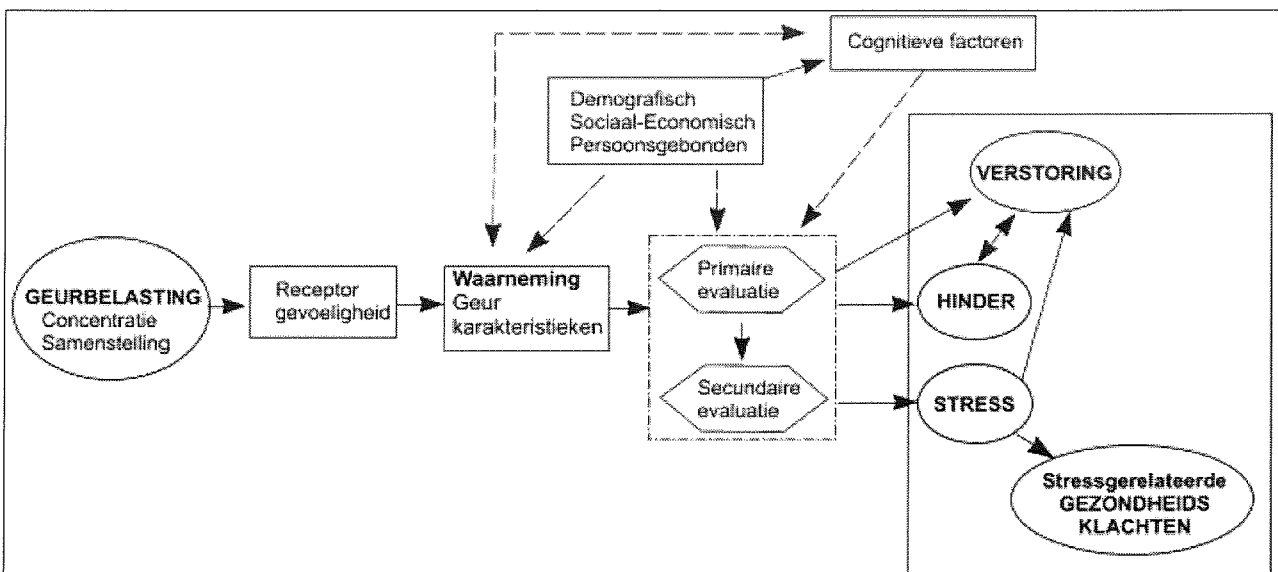 Cognitieve factoren
Demografisch
Sociaal-Economisch
Persoonsgebonden
GEURBELASTING
Concentratie
Samenstelling
Receptor
gevoeligheid
Waarneming
Geur
karakteristieken
Primaire
evaluatie
Secundaire
evaluatie
VERSTORING
HINDER
STRESS
Stressgerelateerde
GEZONDHEIDS
KLACHTEN